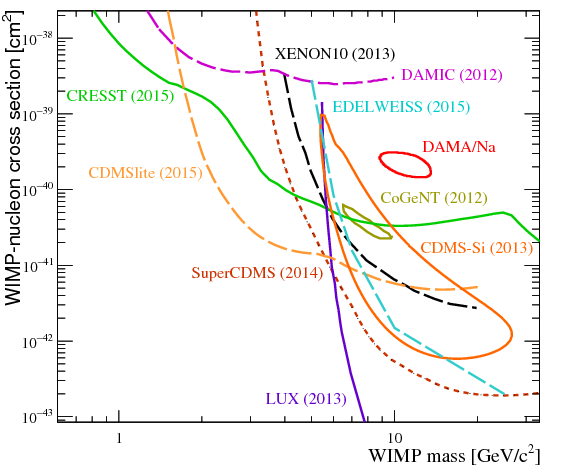 WIMP-nucleon cross section [cm²]
10⁻³⁸
10⁻³⁹
10⁻⁴⁰
10⁻⁴¹
10⁻⁴²
10⁻⁴³
XENON10 (2013)
DAMIC (2012)
CRESST (2015)
EDELWEISS (2015)
DAMA/Na
CDMSlite (2015)
CoGeNT (2012)
CDMS-Si (2013)
SuperCDMS (2014)
LUX (2013)
1
10
WIMP mass [GeV/c²]